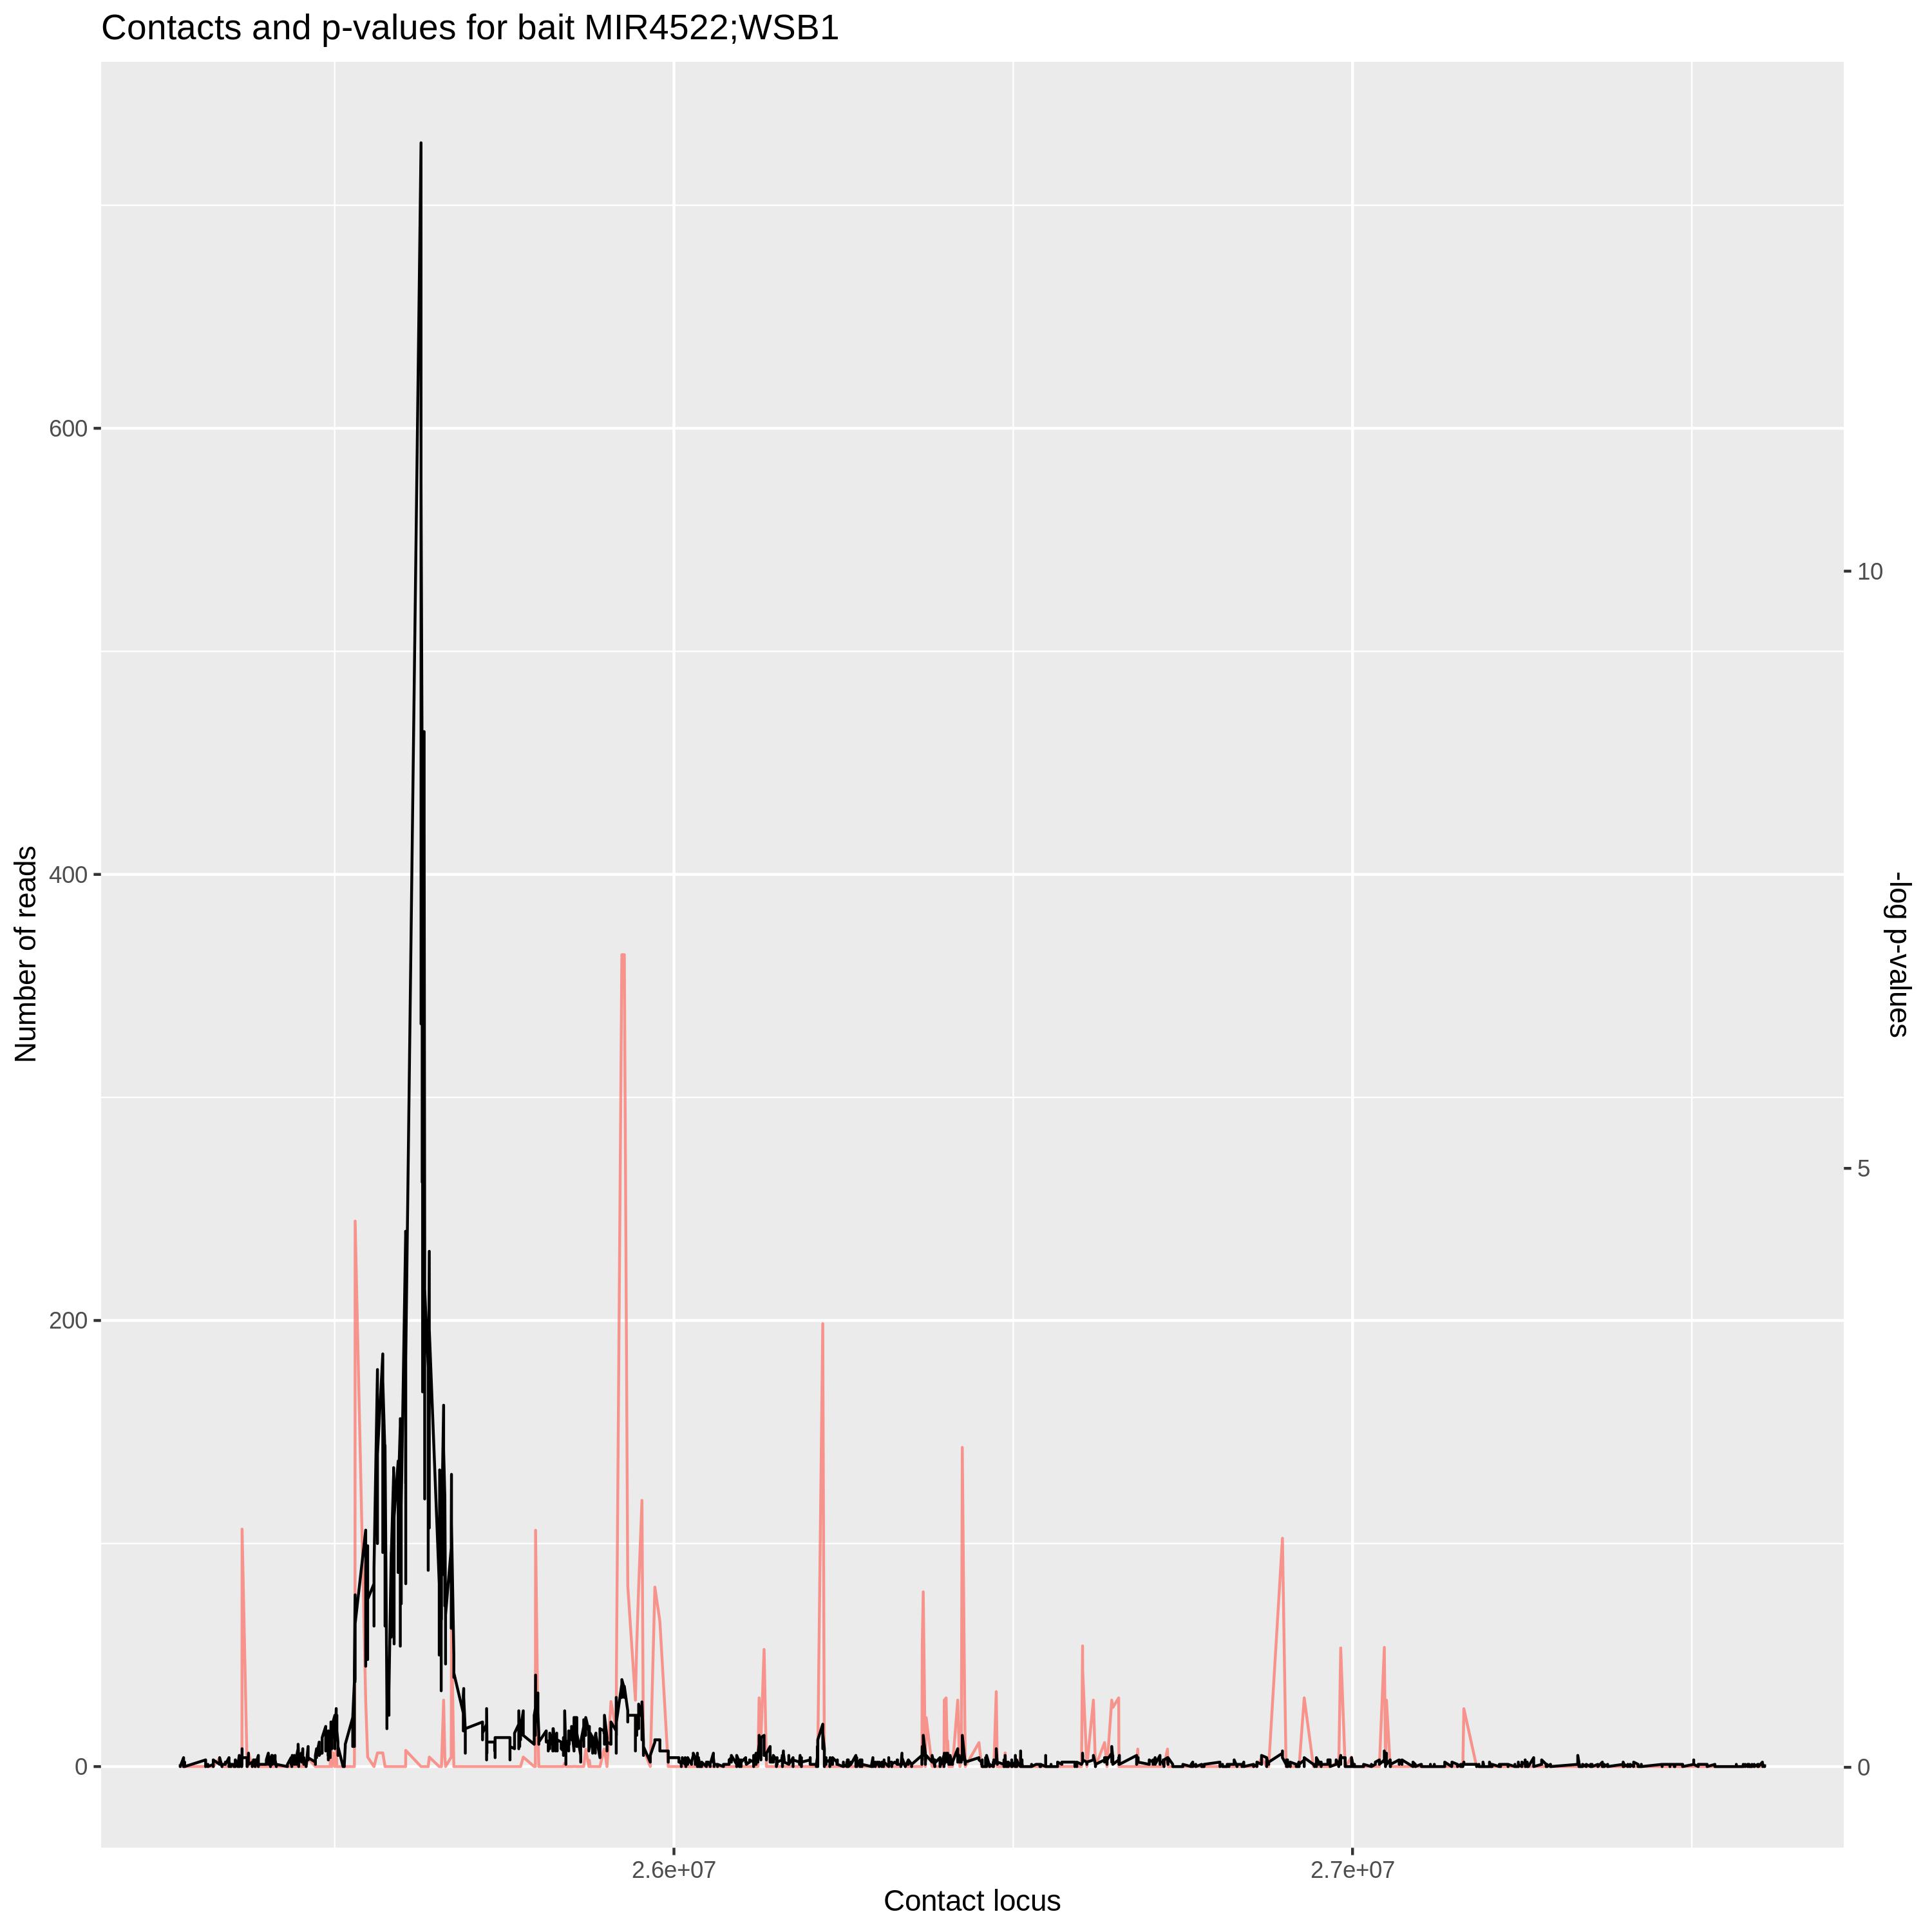 Contacts and p-values for bait MIR4522;WSB1
600
400
200
0
Number of reads
10
5
0
-log p-values
2.6e+07
2.7e+07
Contact locus